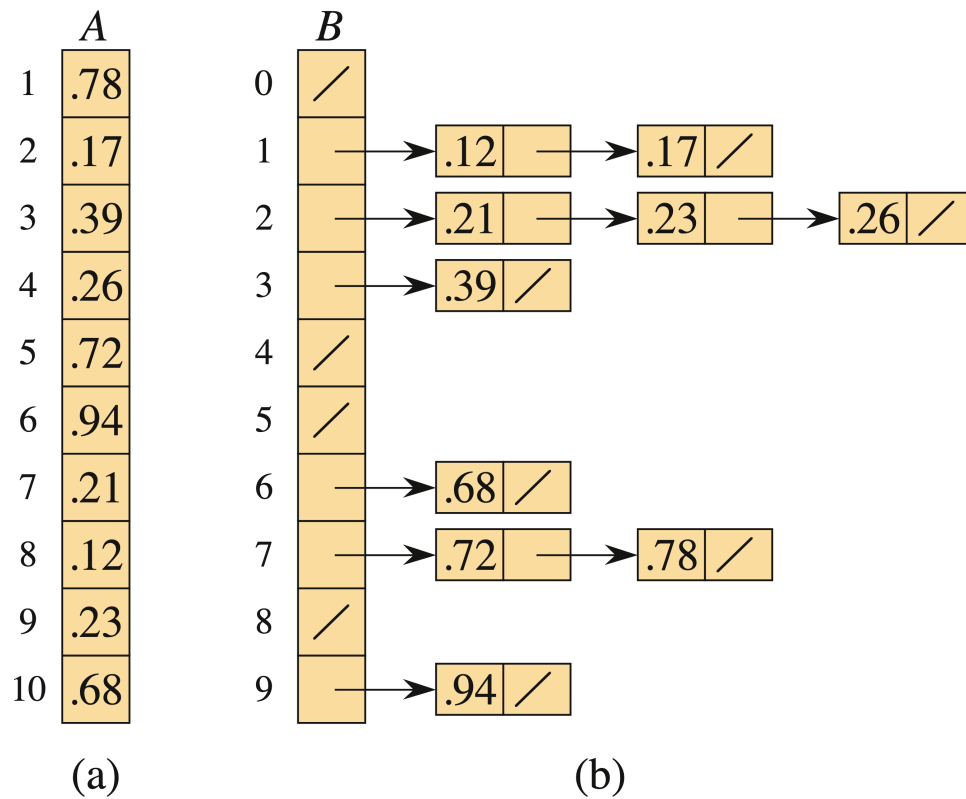 A B
1 .78 0
2 .17 1 .12 .17
3 .39 2 .21 .23 .26
4 .26 3 .39
5 .72 4
6 .94 5
7 .21 6 .68
8 .12 7 .72 .78
9 .23 8
10 .68 9 .94
(a) (b)